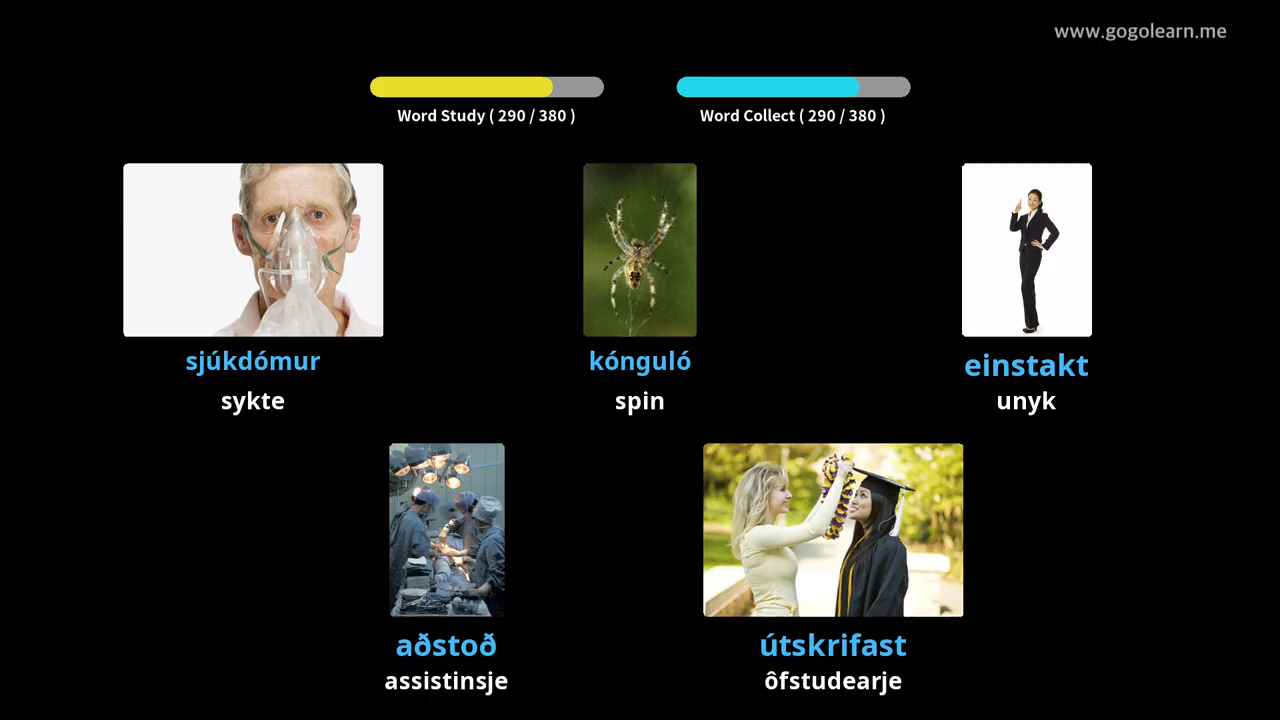 www.gogolearn.me
Word Study ( 290 / 380 )
Word Collect ( 290 / 380 )
sjúkdómur
sykte
kónguló
spin
einstakt
unyk
aðstoð
assistinsje
útskrifast
ôfstudearje